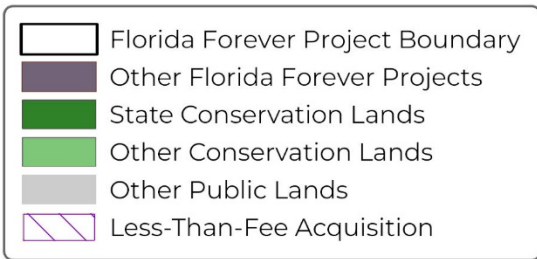 Florida Forever Project Boundary
Other Florida Forever Projects
State Conservation Lands
Other Conservation Lands
Other Public Lands
Less-Than-Fee Acquisition